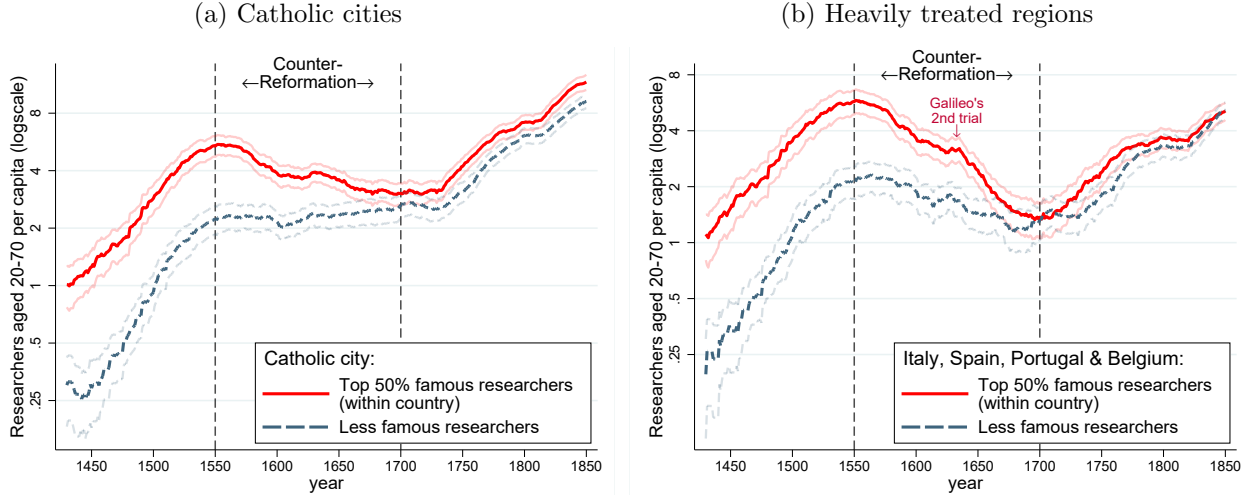 (a) Catholic cities
Counter-
←Reformation→
Researchers aged 20-70 per capita (logscale)
8
4
2
1
.5
.25
Catholic city:
Top 50% famous researchers
(within country)
Less famous researchers
1450 1500 1550 1600 1650 1700 1750 1800 1850
year
(b) Heavily treated regions
Counter-
←Reformation→
Galileo's
2nd trial
Researchers aged 20-70 per capita (logscale)
8
4
2
1
.5
.25
Italy, Spain, Portugal & Belgium:
Top 50% famous researchers
(within country)
Less famous researchers
1450 1500 1550 1600 1650 1700 1750 1800 1850
year